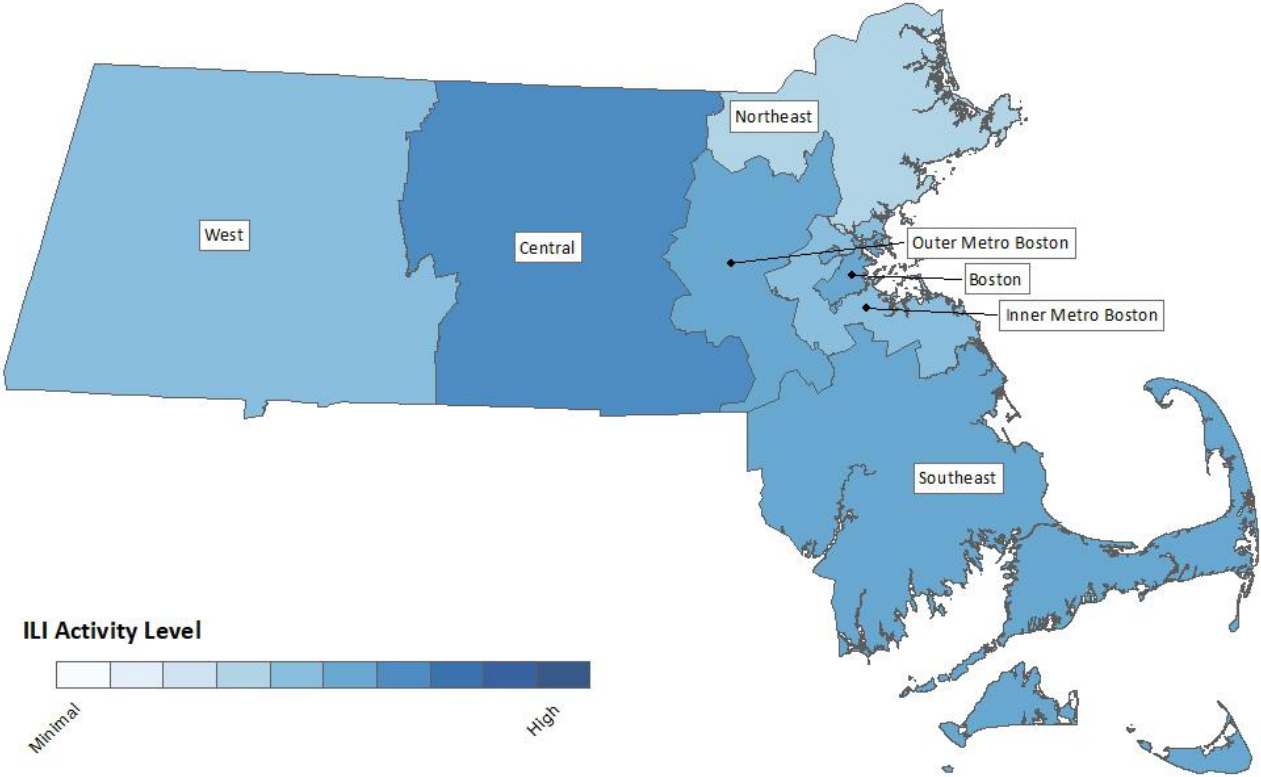 Northeast
West
Central
Outer Metro Boston
Boston
Inner Metro Boston
Southeast
ILI Activity Level
Minimal
High